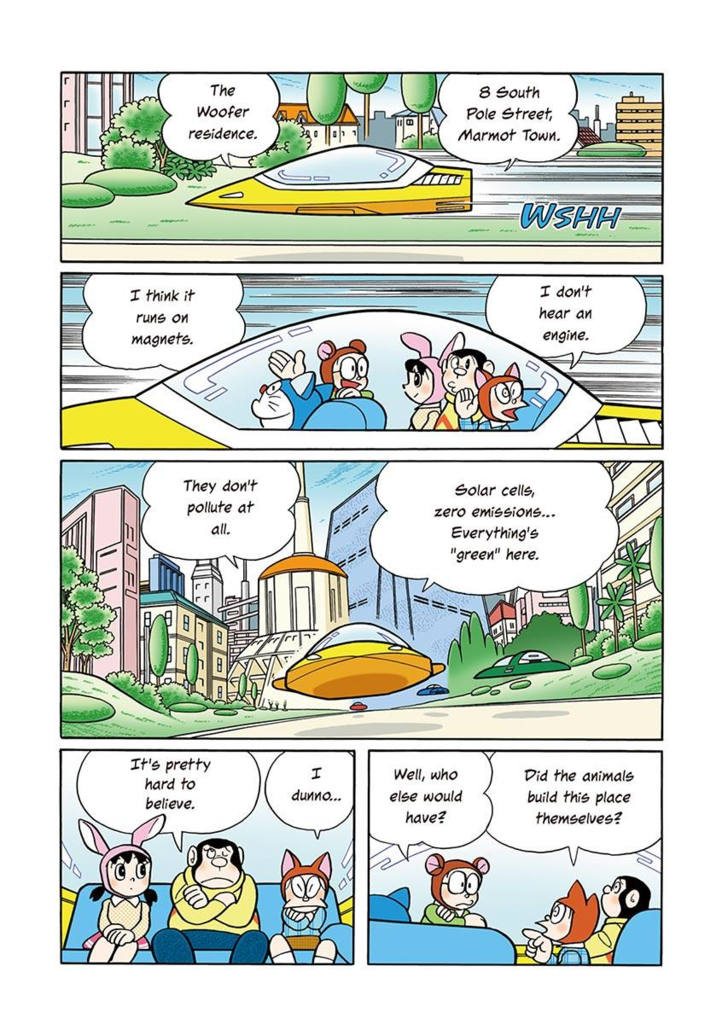 8 South
Pole Street,
Marmot Town.
The
Woofer
residence.
WSHH
I don't
hear an
engine.
I think it
runs on
magnets.
Solar cells,
zero emissions...
Everything's
"green" here.
They don't
pollute at
all.
Did the animals
build this place
themselves?
Well, who
else would
have?
I
dunno...
It's pretty
hard to
believe.